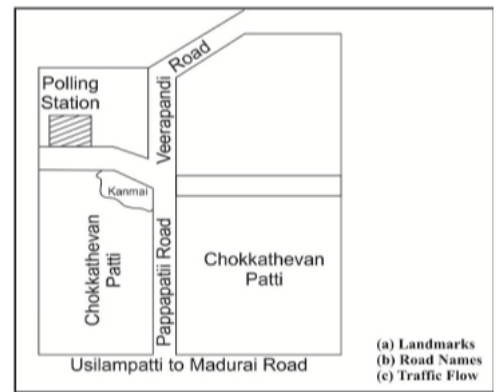 Veerapandi Road
Polling
Station
Kanmai
Chokkathevan
Patti
Pappapatii Road
Chokkathevan
Patti
Usilampatti to Madurai Road
(a) Landmarks
(b) Road Names
(c) Traffic Flow